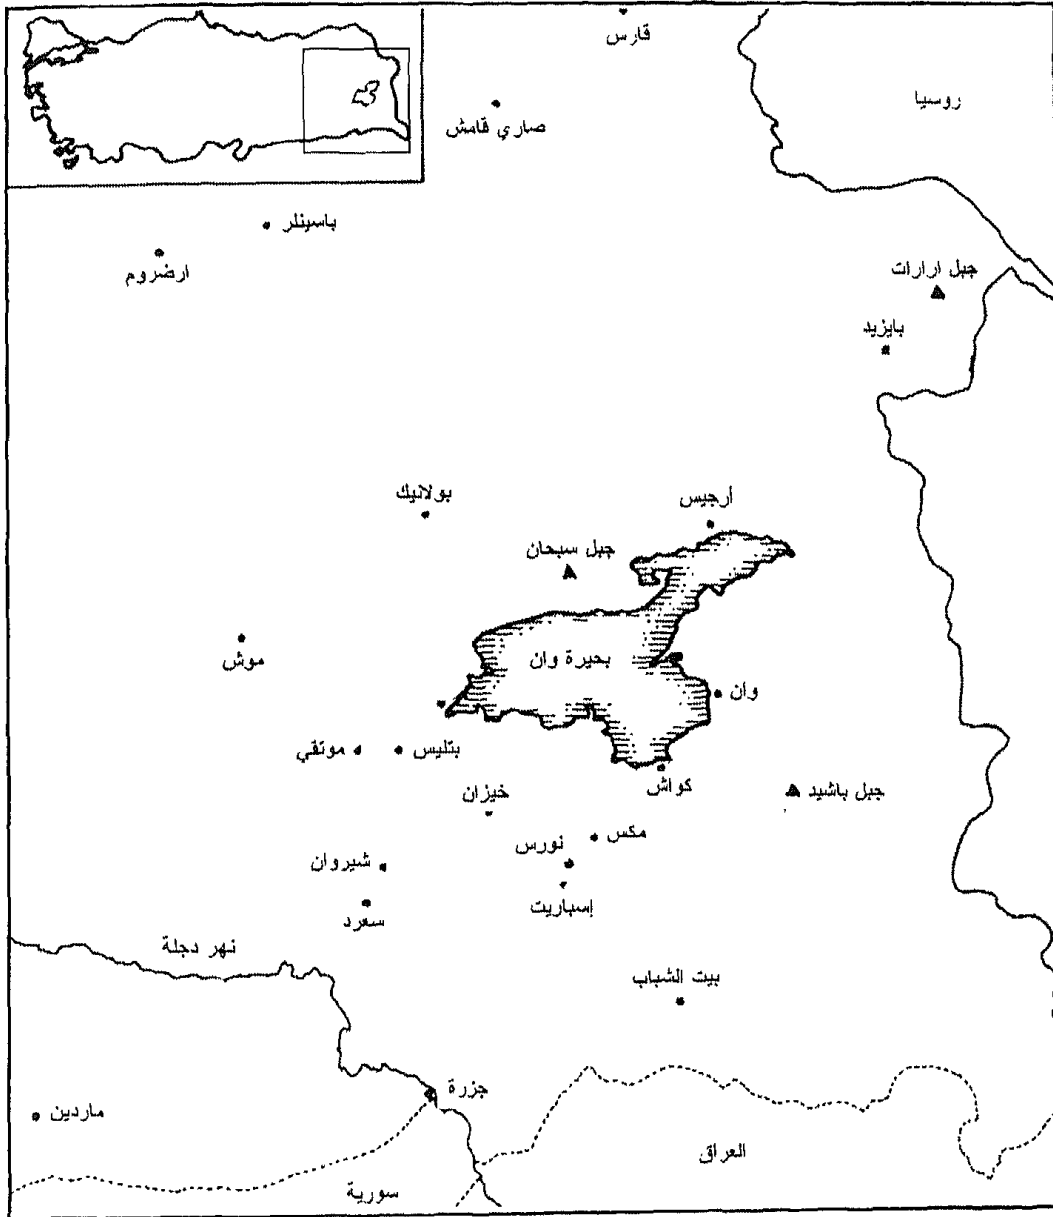 قارس
روسيا
صاري قامش
باسينلر
ارضروم
جبل ارارات
بايزيد
بولانيك
أرجيس
جبل سبحان
موش
بحيرة وان
وان
موتقي
بتليس
كواش
جبل باشيد
خيزان
مكس
نورس
شيروان
إسباريت
سعرد
نهر دجلة
بيت الشباب
جزرة
ماردين
العراق
سورية